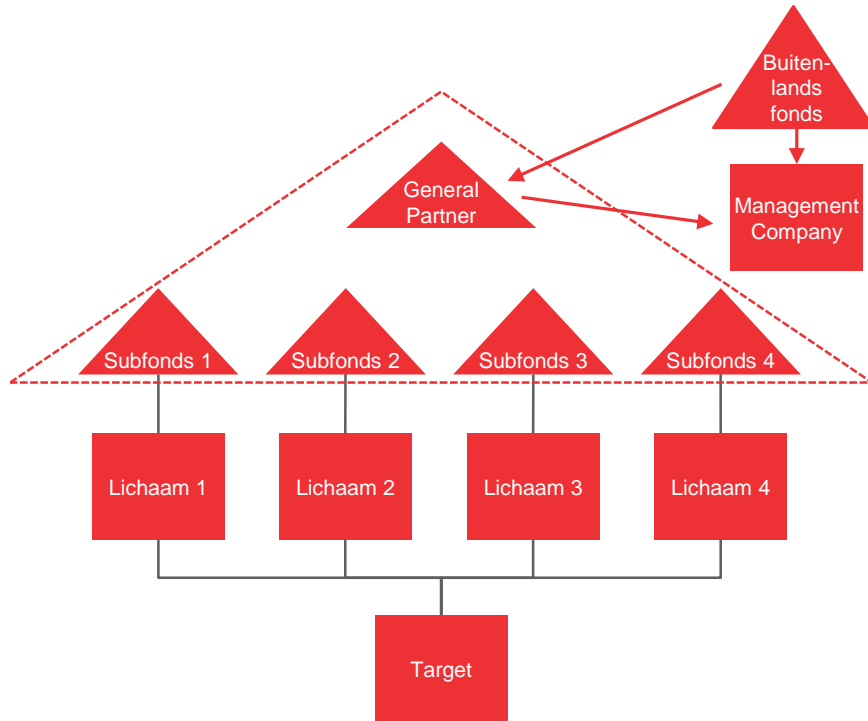 Buiten-
lands
fonds
General
Partner
Management
Company
Subfonds 1
Subfonds 2
Subfonds 3
Subfonds 4
Lichaam 1
Lichaam 2
Lichaam 3
Lichaam 4
Target